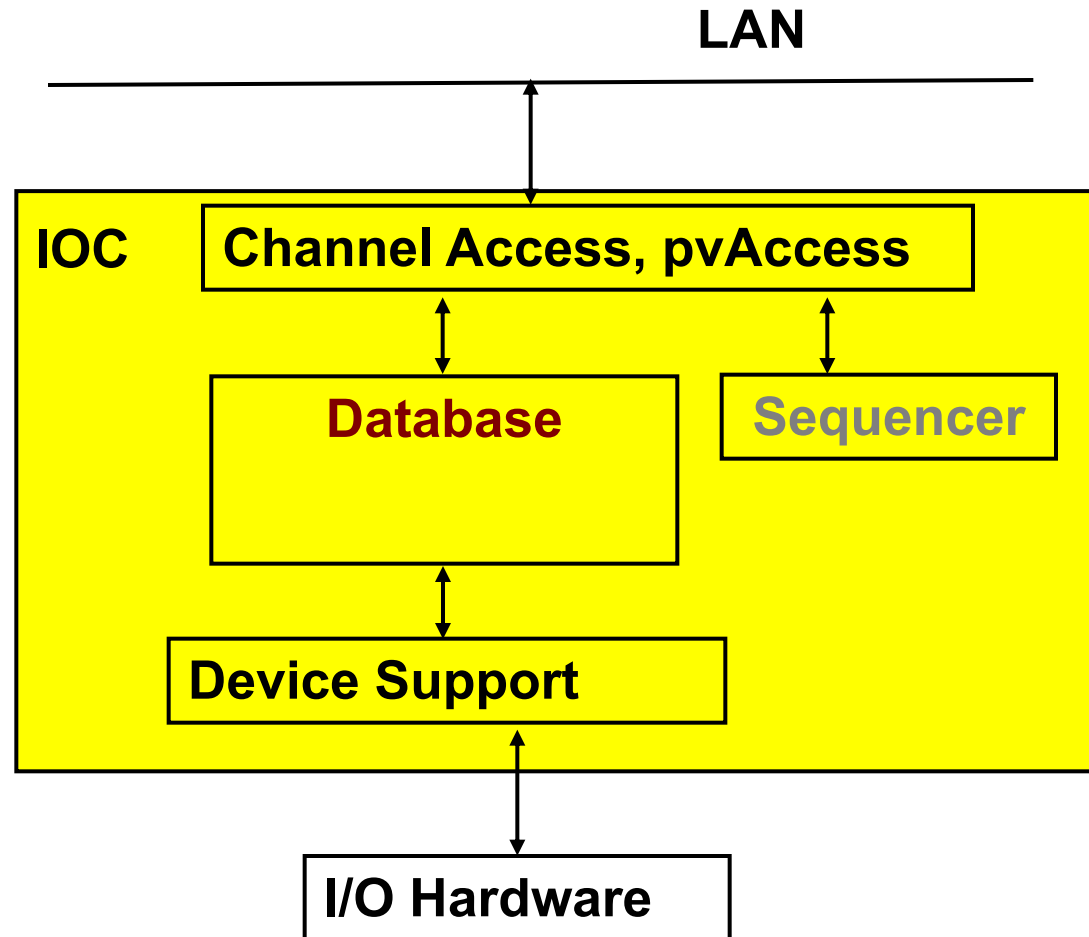 LAN
IOC
Channel Access, pvAccess
Database
Sequencer
Device Support
I/O Hardware